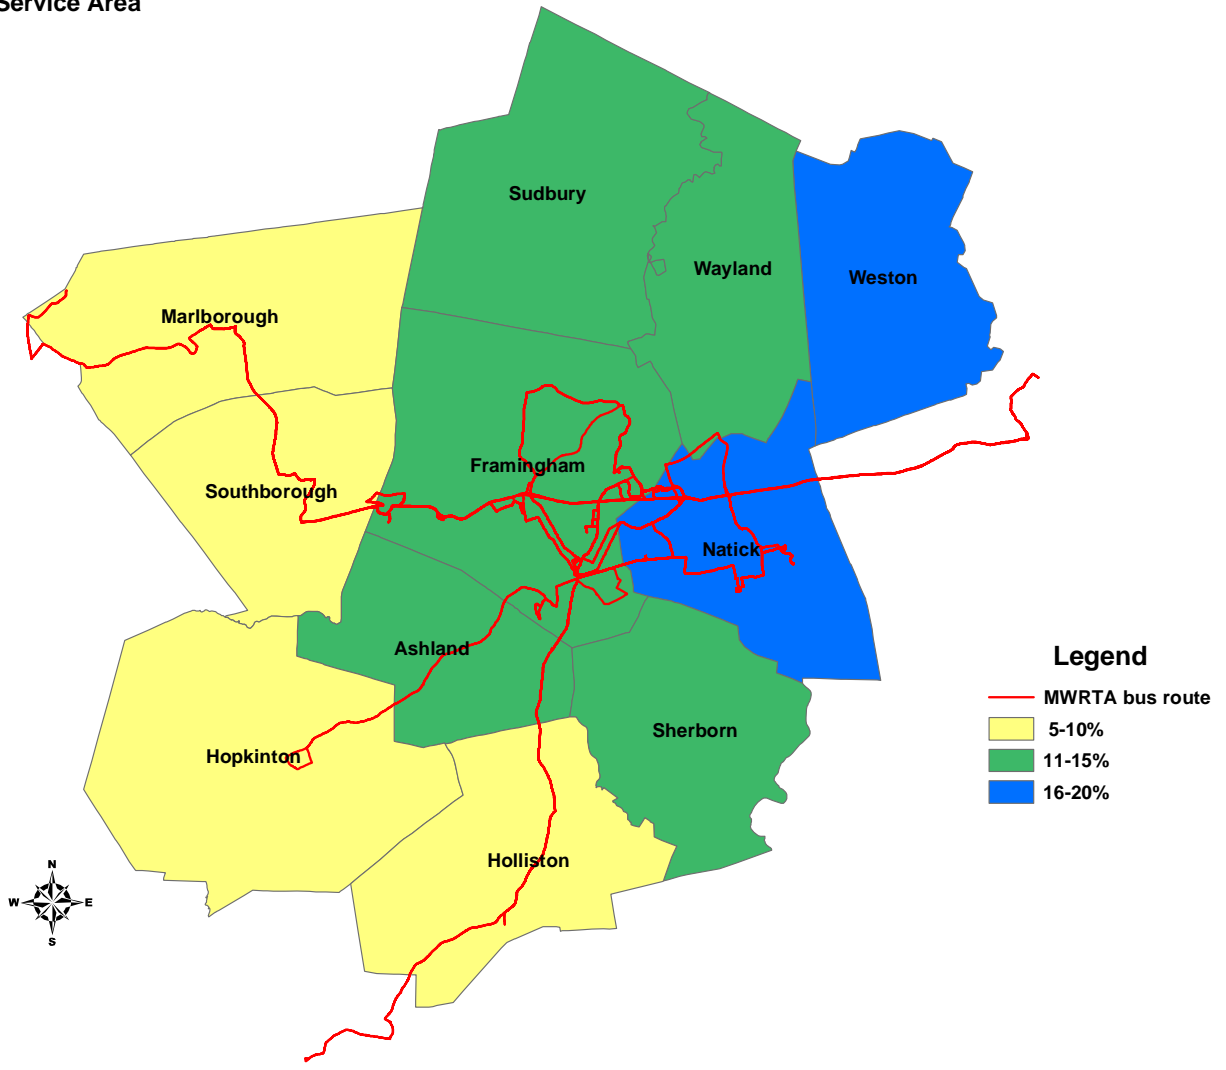 Service Area
Sudbury
Wayland
Weston
Marlborough
Framingham
Southborough
Natick
Ashland
Sherborn
Hopkinton
Holliston
Legend
MWRTA bus route
5-10%
11-15%
16-20%
N
W E
S